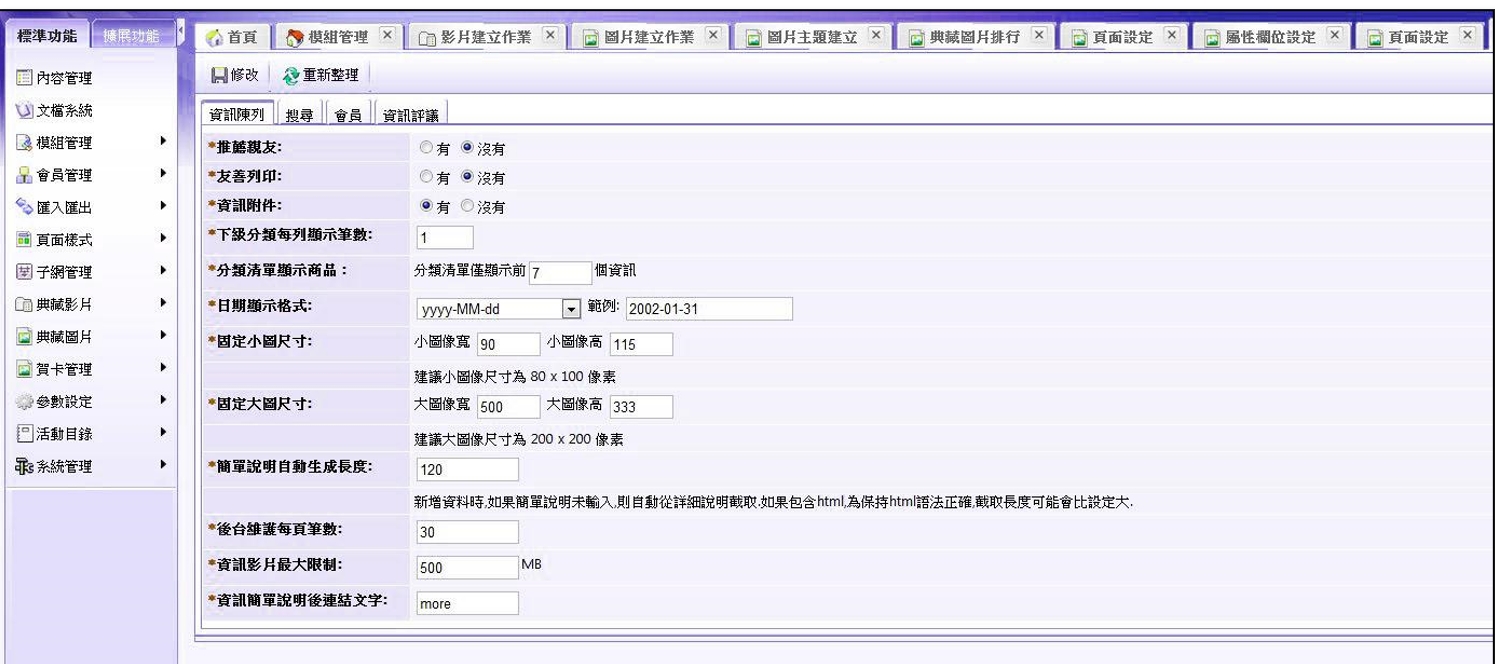 標準功能 擴展功能 首頁 模組管理 影片建立作業 圖片建立作業 圖片主題建立 典藏圖片排行 頁面設定 屬性欄位設定 頁面設定
修改 重新整理
資訊陳列 搜尋 會員 資訊評議
內容管理
文檔系統
模組管理
會員管理
匯入匯出
頁面樣式
子網管理
典藏影片
典藏圖片
賀卡管理
參數設定
活動目錄
系統管理
*推薦親友: 有 沒有
*友善列印: 有 沒有
*資訊附件: 有 沒有
*下級分類每列顯示筆數: 1
*分類清單顯示商品: 分類清單僅顯示前 7 個資訊
*日期顯示格式: yyyy-MM-dd 範例: 2002-01-31
*固定小圖尺寸: 小圖像寬 90 小圖像高 115
建議小圖像尺寸為 80 x 100 像素
*固定大圖尺寸: 大圖像寬 500 大圖像高 333
建議大圖像尺寸為 200 x 200 像素
*簡單說明自動生成長度: 120
新增資料時,如果簡單說明未輸入,則自動從詳細說明截取.如果包含html,為保持html語法正確,截取長度可能會比設定大.
*後台維護每頁筆數: 30
*資訊影片最大限制: 500 MB
*資訊簡單說明後連結文字: more